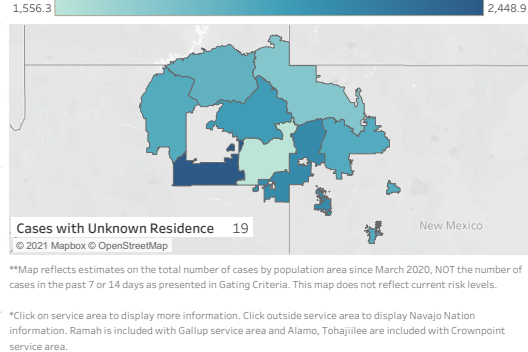 1,556.3 2,448.9
New Mexico
Cases with Unknown Residence 19
© 2021 Mapbox © OpenStreetMap
**Map reflects estimates on the total number of cases by population area since March 2020, NOT the number of
cases in the past 7 or 14 days as presented in Gating Criteria. This map does not reflect current risk levels.
*Click on service area to display more information. Click outside service area to display Navajo Nation
information. Ramah is included with Gallup service area and Alamo, Tohajiilee are included with Crownpoint
service area.